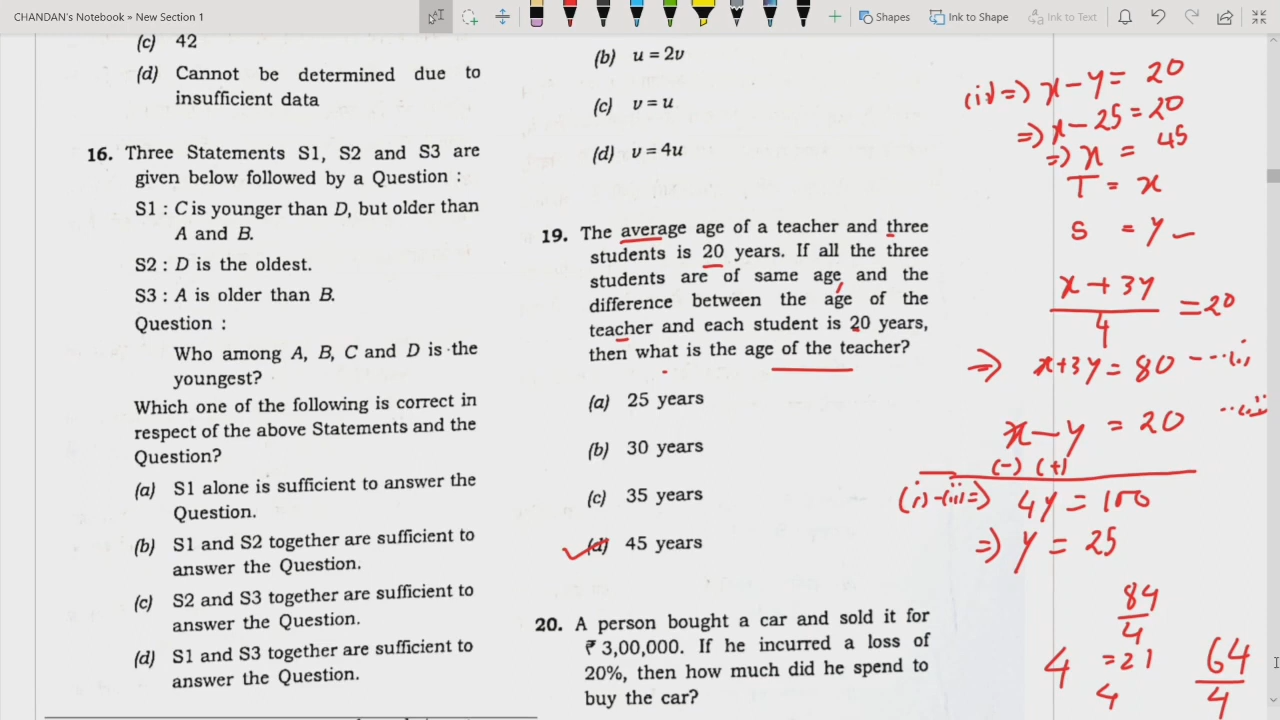 CHANDAN's Notebook » New Section 1
Shapes
Ink to Shape
Ink to Text
(c) 42
(d) Cannot be determined due to
insufficient data
16. Three Statements S1, S2 and S3 are
given below followed by a Question :
S1 : C is younger than D, but older than
A and B.
S2 : D is the oldest.
S3 : A is older than B.
Question :
Who among A, B, C and D is the
youngest?
Which one of the following is correct in
respect of the above Statements and the
Question?
(a) S1 alone is sufficient to answer the
Question.
(b) S1 and S2 together are sufficient to
answer the Question.
(c) S2 and S3 together are sufficient to
answer the Question.
(d) S1 and S3 together are sufficient to
answer the Question.
(b) u = 2v
(c) v = u
(d) v = 4u
19. The average age of a teacher and three
students is 20 years. If all the three
students are of same age, and the
difference between the age of the
teacher and each student is 20 years,
then what is the age of the teacher?
(a) 25 years
(b) 30 years
(c) 35 years
(d) 45 years
20. A person bought a car and sold it for
₹ 3,00,000. If he incurred a loss of
20%, then how much did he spend to
buy the car?
(ii) => x - y = 20
=> x - 25 = 20
=> x = 45
T = x
S = y -
x + 3y
4
= 20
=> x + 3y = 80 ---(i)
x - y = 20 --(ii)
(-) (+)
(i)-(ii) => 4y = 100
=> y = 25
84
4
4 = 21
4
64
4